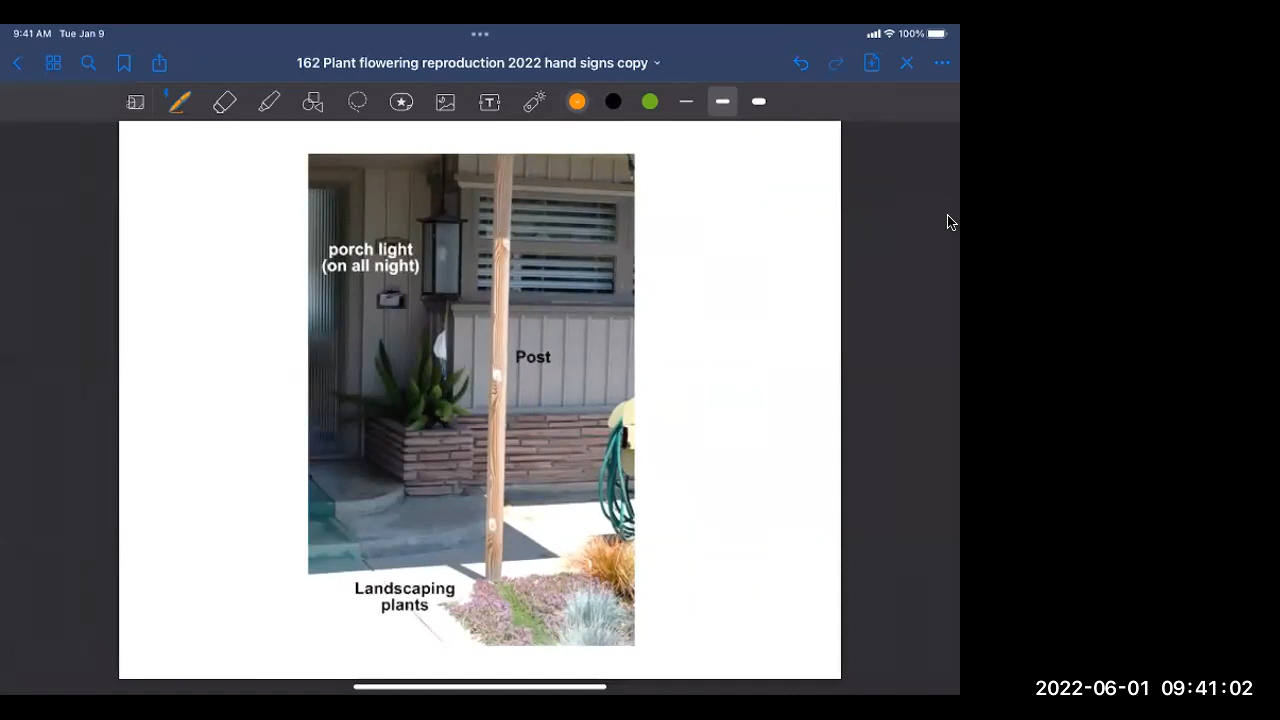 9:41 AM Tue Jan 9
100%
162 Plant flowering reproduction 2022 hand signs copy
porch light
(on all night)
Post
Landscaping
plants
2022-06-01 09:41:02